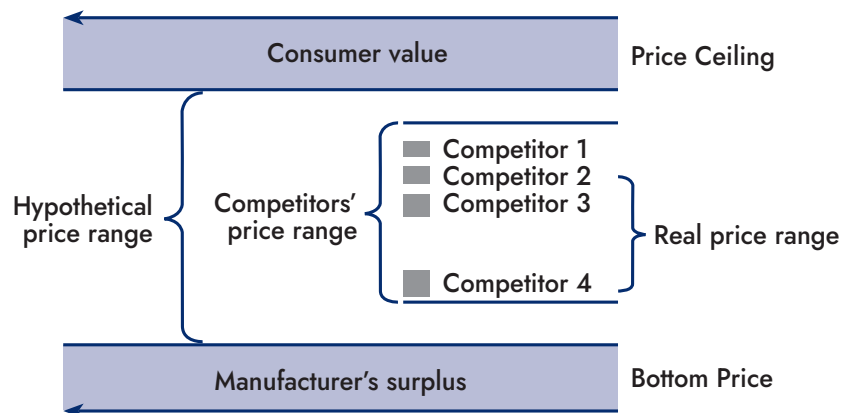 Consumer value
Price Ceiling
Competitor 1
Competitor 2
Competitor 3
Hypothetical
price range
Competitors’
price range
Real price range
Competitor 4
Manufacturer’s surplus
Bottom Price